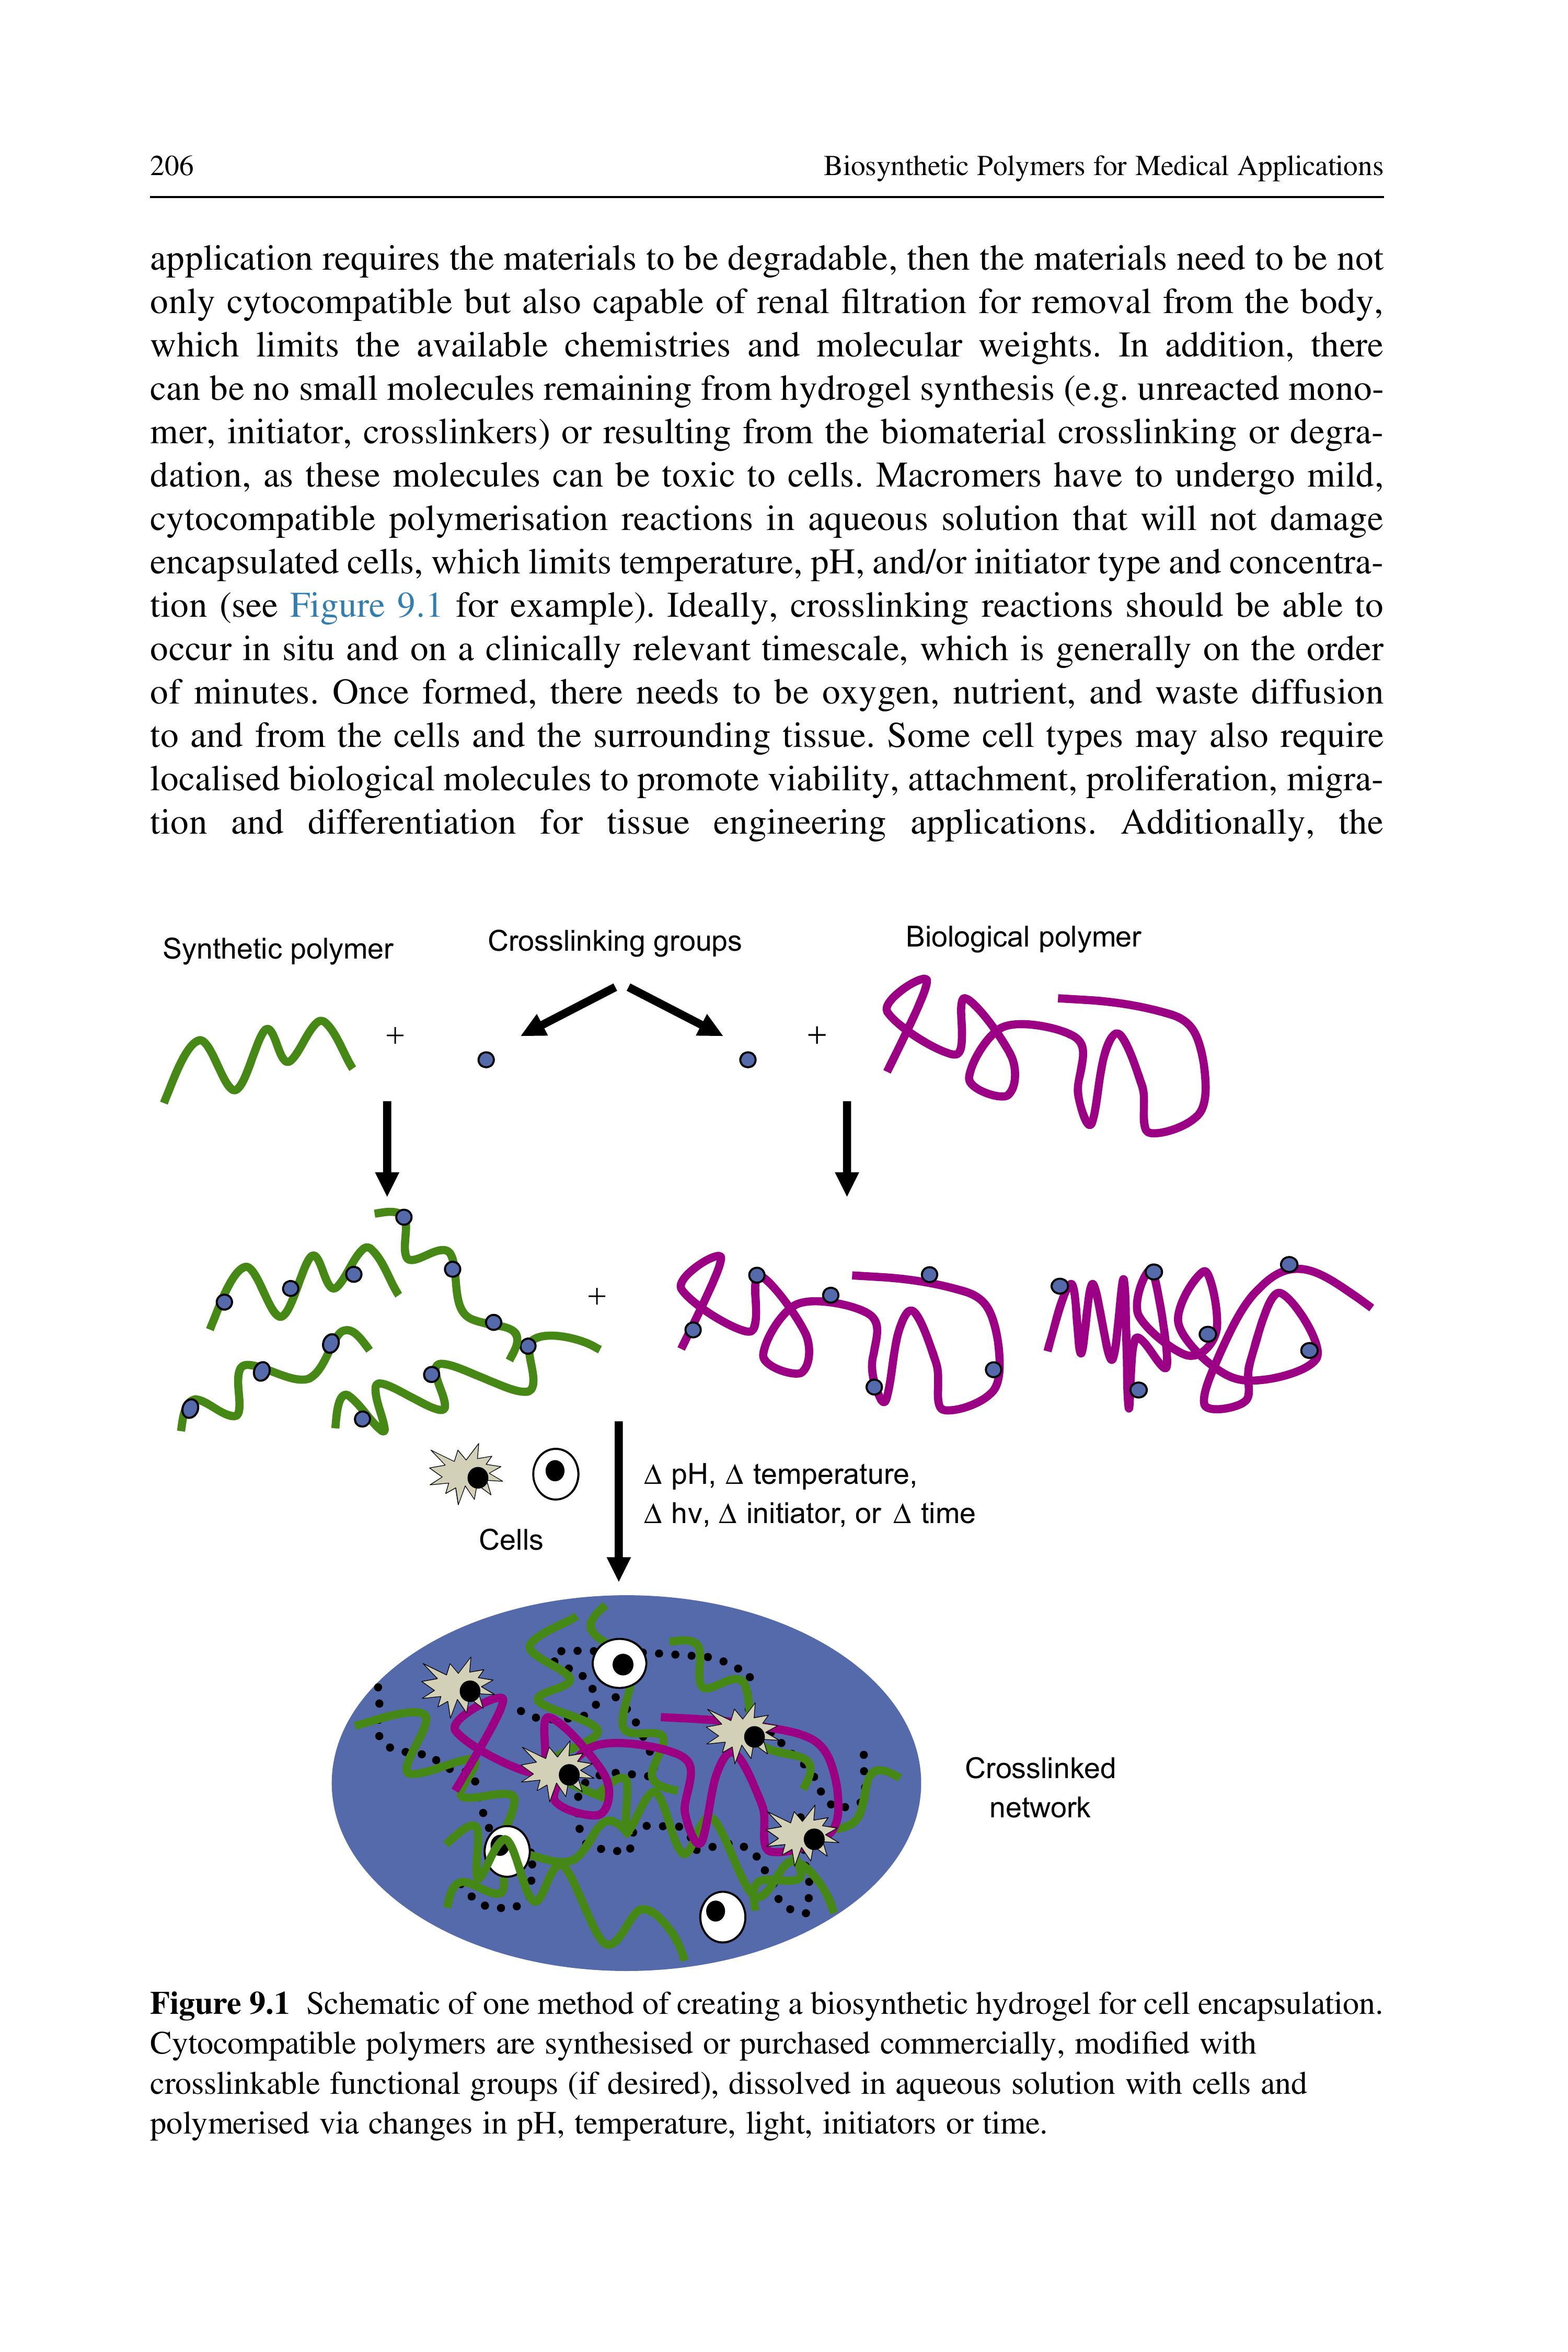 206
Biosynthetic Polymers for Medical Applications
application requires the materials to be degradable, then the materials need to be not
only cytocompatible but also capable of renal filtration for removal from the body,
which limits the available chemistries and molecular weights. In addition, there
can be no small molecules remaining from hydrogel synthesis (e.g. unreacted mono-
mer, initiator, crosslinkers) or resulting from the biomaterial crosslinking or degra-
dation, as these molecules can be toxic to cells. Macromers have to undergo mild,
cytocompatible polymerisation reactions in aqueous solution that will not damage
encapsulated cells, which limits temperature, pH, and/or initiator type and concentra-
tion (see Figure 9.1 for example). Ideally, crosslinking reactions should be able to
occur in situ and on a clinically relevant timescale, which is generally on the order
of minutes. Once formed, there needs to be oxygen, nutrient, and waste diffusion
to and from the cells and the surrounding tissue. Some cell types may also require
localised biological molecules to promote viability, attachment, proliferation, migra-
tion and differentiation for tissue engineering applications. Additionally, the
Synthetic polymer
Crosslinking groups
Biological polymer
+
+
+
Δ pH, Δ temperature,
Δ hv, Δ initiator, or Δ time
Cells
Crosslinked
network
Figure 9.1 Schematic of one method of creating a biosynthetic hydrogel for cell encapsulation.
Cytocompatible polymers are synthesised or purchased commercially, modified with
crosslinkable functional groups (if desired), dissolved in aqueous solution with cells and
polymerised via changes in pH, temperature, light, initiators or time.